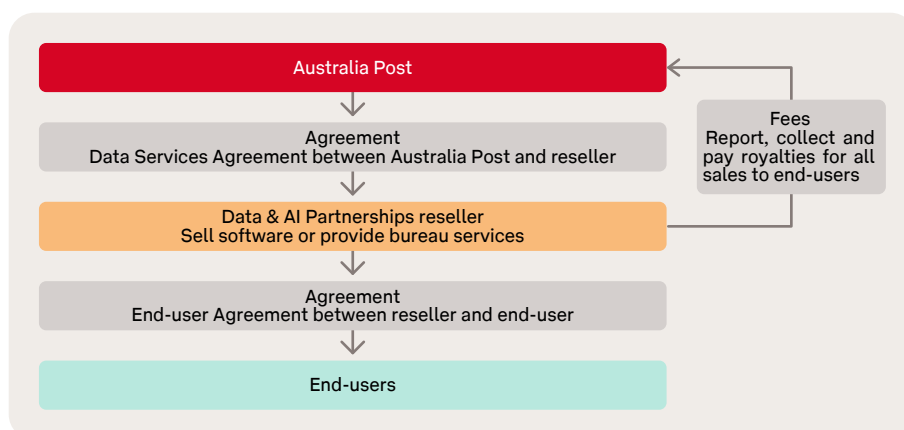 Australia Post
Agreement
Data Services Agreement between Australia Post and reseller
Data & AI Partnerships reseller
Sell software or provide bureau services
Agreement
End-user Agreement between reseller and end-user
End-users
Fees
Report, collect and
pay royalties for all
sales to end-users